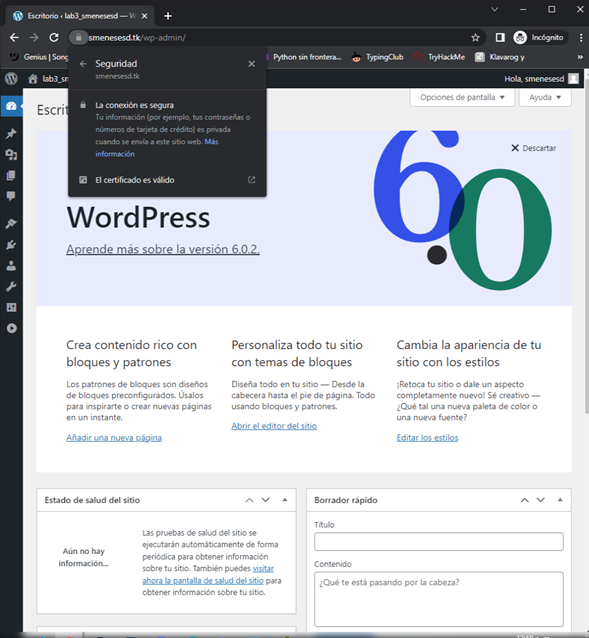 Escritorio ‹ lab3_smenesesd — W
smenesesd.tk/wp-admin/
Incógnito
Genius | Song
Python sin frontera...
TypingClub
TryHackMe
Klavarog y
Seguridad
smenesesd.tk
La conexión es segura
Tu información (por ejemplo, tus contraseñas o
números de tarjeta de crédito) es privada
cuando se envía a este sitio web. Más
información
El certificado es válido
lab3_sm
Hola, smenesesd
Escrit
Opciones de pantalla
Ayuda
Descartar
WordPress
Aprende más sobre la versión 6.0.2.
6.0
Crea contenido rico con
bloques y patrones
Los patrones de bloques son diseños
de bloques preconfigurados. Úsalos
para inspirarte o crear nuevas páginas
en un instante.
Añadir una nueva página
Personaliza todo tu sitio
con temas de bloques
Diseña todo en tu sitio — Desde la
cabecera hasta el pie de página. Todo
usando bloques y patrones.
Abrir el editor del sitio
Cambia la apariencia de tu
sitio con los estilos
¡Retoca tu sitio o dale un aspecto
completamente nuevo! Sé creativo —
¿Qué tal una nueva paleta de color o
una nueva fuente?
Editar los estilos
Estado de salud del sitio
Aún no hay
información...
Las pruebas de salud del sitio se
ejecutarán automáticamente de forma
periódica para obtener información
sobre tu sitio. También puedes visitar
ahora la pantalla de salud del sitio para
obtener información sobre tu sitio.
Borrador rápido
Título
Contenido
¿Qué te está pasando por la cabeza?